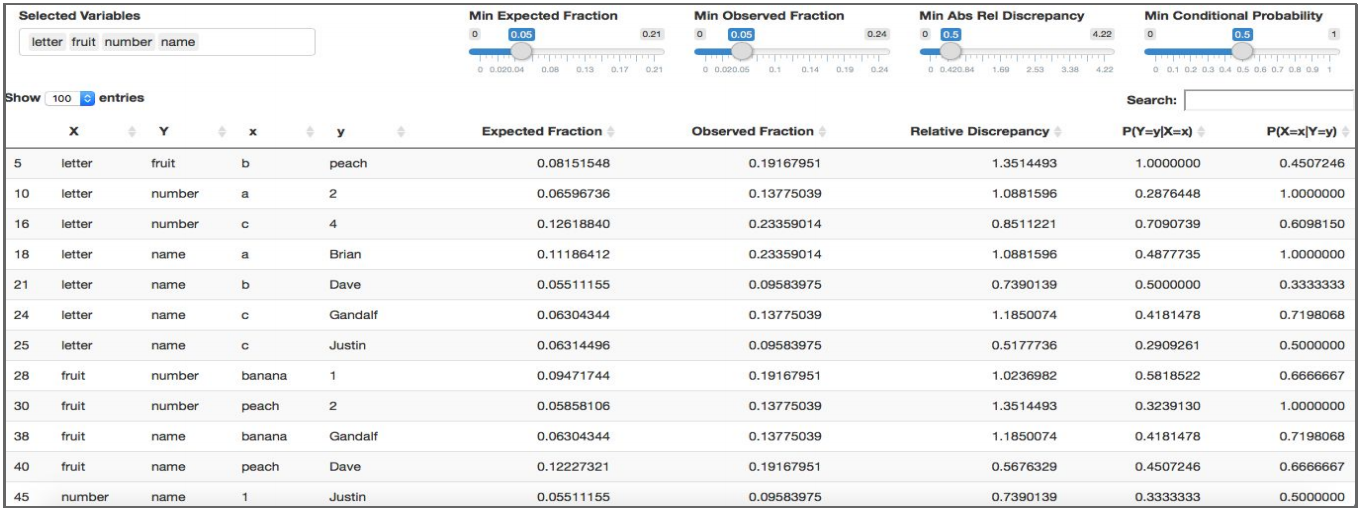 Selected Variables Min Expected Fraction Min Observed Fraction Min Abs Rel Discrepancy Min Conditional Probability
letter fruit number name 0 0.05 0.21 0 0.05 0.24 0 0.5 4.22 0 0.5 1
0 0.020.04 0.08 0.13 0.17 0.21 0 0.020.05 0.1 0.14 0.19 0.24 0 0.420.84 1.69 2.53 3.38 4.22 0 0.1 0.2 0.3 0.4 0.5 0.6 0.7 0.8 0.9 1
Show 100 entries Search:
X Y x y Expected Fraction Observed Fraction Relative Discrepancy P(Y=y|X=x) P(X=x|Y=y)
5 letter fruit b peach 0.08151548 0.19167951 1.3514493 1.0000000 0.4507246
10 letter number a 2 0.06596736 0.13775039 1.0881596 0.2876448 1.0000000
16 letter number c 4 0.12618840 0.23359014 0.8511221 0.7090739 0.6098150
18 letter name a Brian 0.11186412 0.23359014 1.0881596 0.4877735 1.0000000
21 letter name b Dave 0.05511155 0.09583975 0.7390139 0.5000000 0.3333333
24 letter name c Gandalf 0.06304344 0.13775039 1.1850074 0.4181478 0.7198068
25 letter name c Justin 0.06314496 0.09583975 0.5177736 0.2909261 0.5000000
28 fruit number banana 1 0.09471744 0.19167951 1.0236982 0.5818522 0.6666667
30 fruit number peach 2 0.05858106 0.13775039 1.3514493 0.3239130 1.0000000
38 fruit name banana Gandalf 0.06304344 0.13775039 1.1850074 0.4181478 0.7198068
40 fruit name peach Dave 0.12227321 0.19167951 0.5676329 0.4507246 0.6666667
45 number name 1 Justin 0.05511155 0.09583975 0.7390139 0.3333333 0.5000000